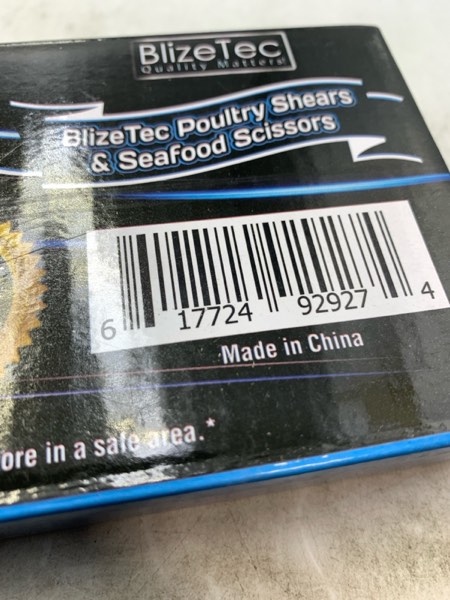 BlizeTec
Quality Matters!
BlizeTec Poultry Shears
& Seafood Scissors
6 17724 92927 4
Made in China
ore in a safe area.*